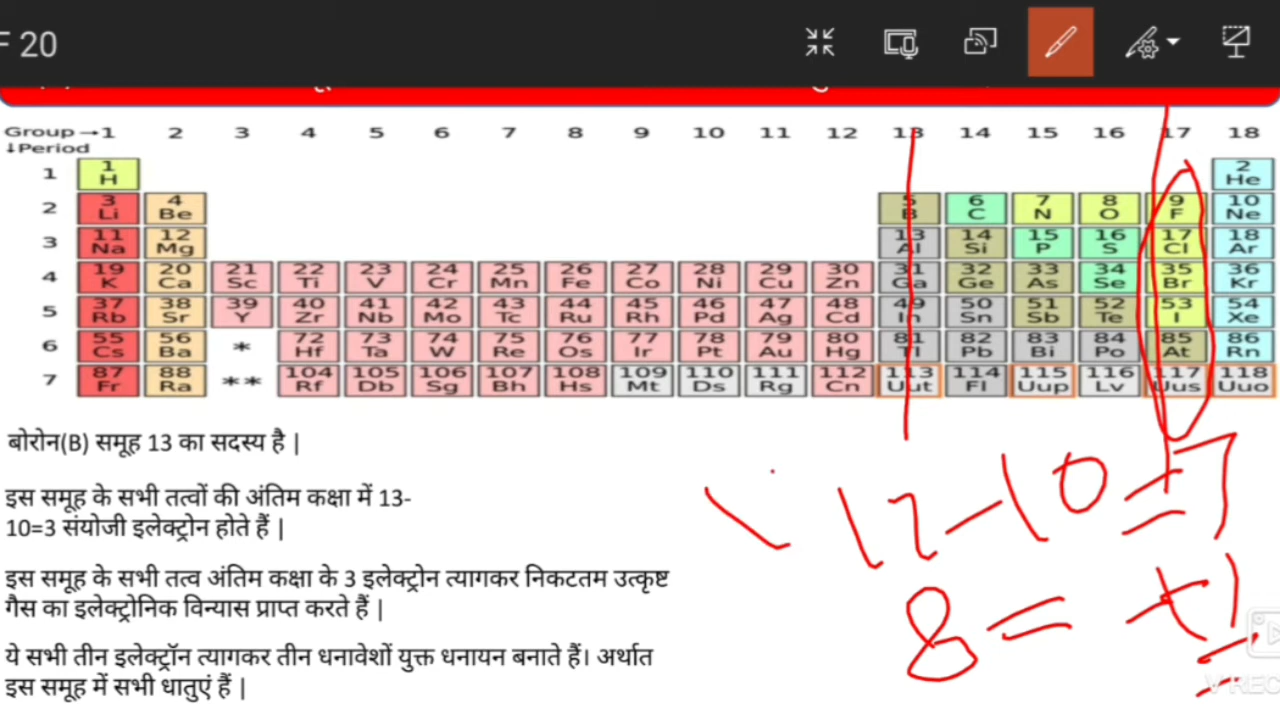 F 20
Group →1 2 3 4 5 6 7 8 9 10 11 12 13 14 15 16 17 18
↓Period
1 1 H 2 He
2 3 Li 4 Be 5 B 6 C 7 N 8 O 9 F 10 Ne
3 11 Na 12 Mg 13 Al 14 Si 15 P 16 S 17 Cl 18 Ar
4 19 K 20 Ca 21 Sc 22 Ti 23 V 24 Cr 25 Mn 26 Fe 27 Co 28 Ni 29 Cu 30 Zn 31 Ga 32 Ge 33 As 34 Se 35 Br 36 Kr
5 37 Rb 38 Sr 39 Y 40 Zr 41 Nb 42 Mo 43 Tc 44 Ru 45 Rh 46 Pd 47 Ag 48 Cd 49 In 50 Sn 51 Sb 52 Te 53 I 54 Xe
6 55 Cs 56 Ba * 72 Hf 73 Ta 74 W 75 Re 76 Os 77 Ir 78 Pt 79 Au 80 Hg 81 Tl 82 Pb 83 Bi 84 Po 85 At 86 Rn
7 87 Fr 88 Ra ** 104 Rf 105 Db 106 Sg 107 Bh 108 Hs 109 Mt 110 Ds 111 Rg 112 Cn 113 Uut 114 Fl 115 Uup 116 Lv 117 Uus 118 Uuo
बोरोन(B) समूह 13 का सदस्य है |
इस समूह के सभी तत्वों की अंतिम कक्षा में 13-
10=3 संयोजी इलेक्ट्रोन होते हैं |
इस समूह के सभी तत्व अंतिम कक्षा के 3 इलेक्ट्रोन त्यागकर निकटतम उत्कृष्ट
गैस का इलेक्ट्रोनिक विन्यास प्राप्त करते हैं |
ये सभी तीन इलेक्ट्रॉन त्यागकर तीन धनावेशों युक्त धनायन बनाते हैं। अर्थात
इस समूह में सभी धातुएं हैं |
17-10=7
8= +1
V REC